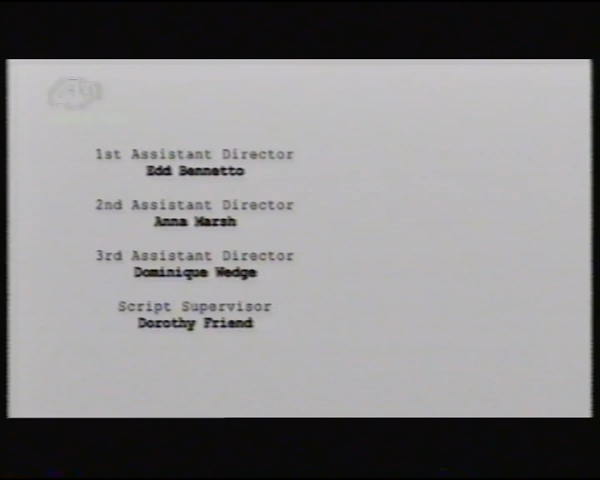 1st Assistant Director
Edd Bennetto
2nd Assistant Director
Anna Marsh
3rd Assistant Director
Dominique Wedge
Script Supervisor
Dorothy Friend